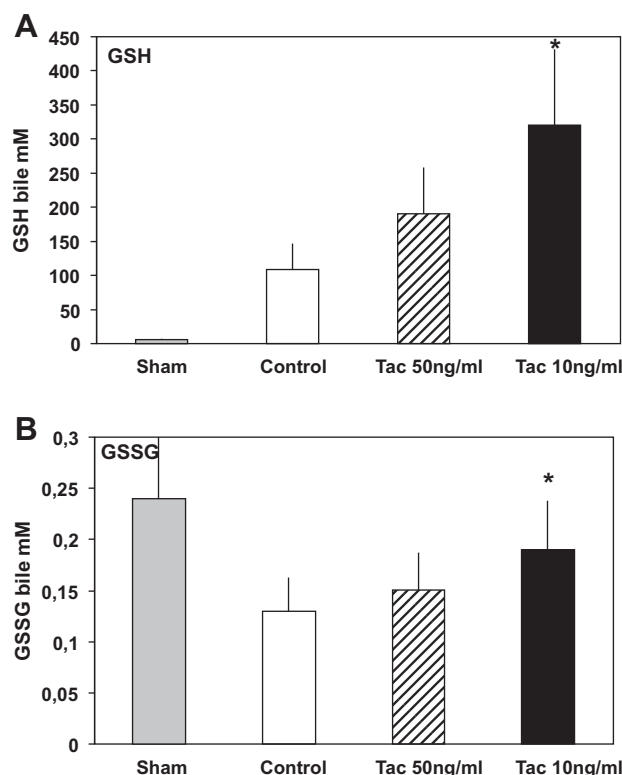 A
GSH
*
GSH bile mM
450
400
350
300
250
200
150
100
50
0
Sham Control Tac 50ng/ml Tac 10ng/ml
B
GSSG
*
GSSG bile mM
0,3
0,25
0,2
0,15
0,1
0,05
0
Sham Control Tac 50ng/ml Tac 10ng/ml